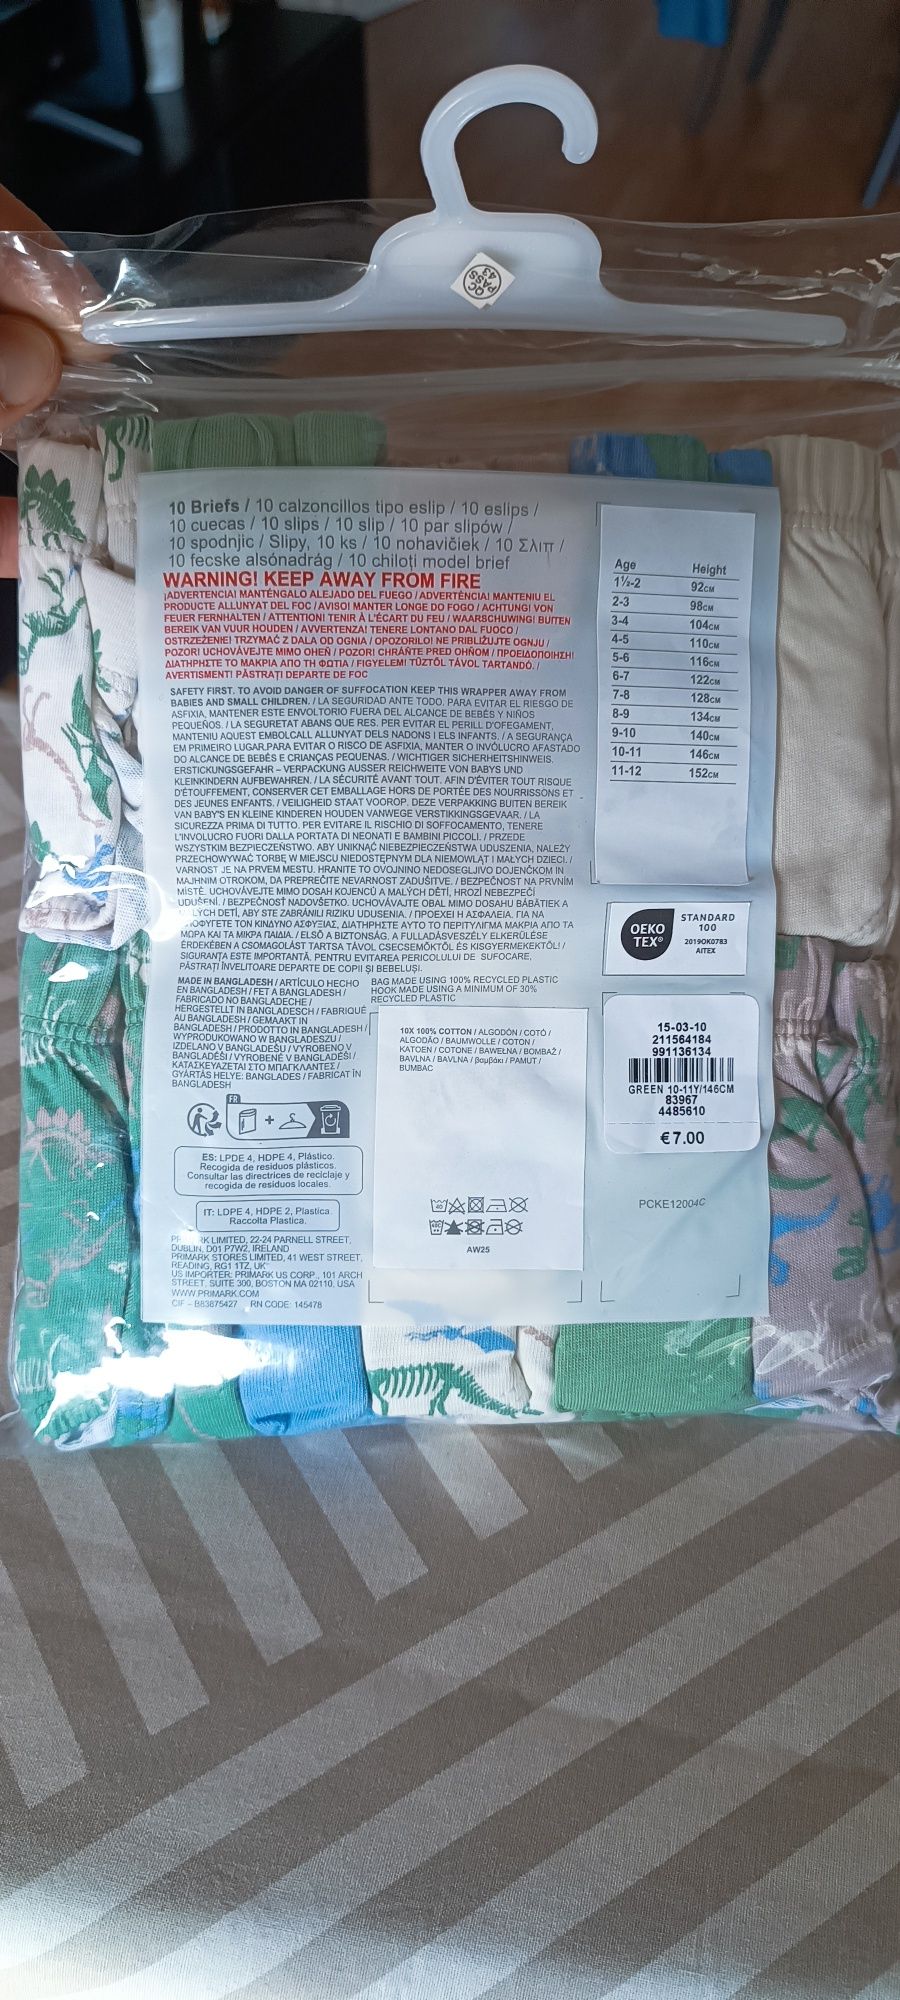 QC
PASS
43
10 Briefs / 10 calzoncillos tipo eslip / 10 eslips /
10 cuecas / 10 slips / 10 slip / 10 par slipów /
10 spodnjic / Slipy, 10 ks / 10 nohavičiek / 10 Σλιπ /
10 fecske alsónadrág / 10 chiloți model brief
WARNING! KEEP AWAY FROM FIRE
¡ADVERTENCIA! MANTÉNGALO ALEJADO DEL FUEGO / ADVERTÈNCIA! MANTENIU EL
PRODUCTE ALLUNYAT DEL FOC / AVISO! MANTER LONGE DO FOGO / ACHTUNG! VON
FEUER FERNHALTEN / ATTENTION! TENIR À L'ÉCART DU FEU / WAARSCHUWING! BUITEN
BEREIK VAN VUUR HOUDEN / AVVERTENZA! TENERE LONTANO DAL FUOCO /
OSTRZEŻENIE! TRZYMAĆ Z DALA OD OGNIA / OPOZORILO! NE PRIBLIŽUJTE OGNJU /
POZOR! UCHOVÁVEJTE MIMO OHEŇ / POZOR! CHRÁŇTE PRED OHŇOM / ΠΡΟΕΙΔΟΠΟΙΗΣΗ!
ΔΙΑΤΗΡΗΣΤΕ ΤΟ ΜΑΚΡΙΑ ΑΠΟ ΤΗ ΦΩΤΙΑ / FIGYELEM! TŰZTŐL TÁVOL TARTANDÓ. /
AVERTISMENT! PĂSTRAȚI DEPARTE DE FOC
SAFETY FIRST. TO AVOID DANGER OF SUFFOCATION KEEP THIS WRAPPER AWAY FROM
BABIES AND SMALL CHILDREN. / LA SEGURIDAD ANTE TODO. PARA EVITAR EL RIESGO DE
ASFIXIA, MANTENER ESTE ENVOLTORIO FUERA DEL ALCANCE DE BEBÉS Y NIÑOS
PEQUEÑOS. / LA SEGURETAT ABANS QUE RES. PER EVITAR EL PERILL D'OFEGAMENT,
MANTENIU AQUEST EMBOLCALL ALLUNYAT DELS NADONS I ELS INFANTS. / A SEGURANÇA
EM PRIMEIRO LUGAR.PARA EVITAR O RISCO DE ASFIXIA, MANTER O INVÓLUCRO AFASTADO
DO ALCANCE DE BEBÉS E CRIANÇAS PEQUENAS. / WICHTIGER SICHERHEITSHINWEIS.
ERSTICKUNGSGEFAHR – VERPACKUNG AUSSER REICHWEITE VON BABYS UND
KLEINKINDERN AUFBEWAHREN. / LA SÉCURITÉ AVANT TOUT. AFIN D'ÉVITER TOUT RISQUE
D'ÉTOUFFEMENT, CONSERVER CET EMBALLAGE HORS DE PORTÉE DES NOURRISSONS ET
DES JEUNES ENFANTS. / VEILIGHEID STAAT VOOROP. DEZE VERPAKKING BUITEN BEREIK
VAN BABY'S EN KLEINE KINDEREN HOUDEN VANWEGE VERSTIKKINGSGEVAAR. / LA
SICUREZZA PRIMA DI TUTTO. PER EVITARE IL RISCHIO DI SOFFOCAMENTO, TENERE
L'INVOLUCRO FUORI DALLA PORTATA DI NEONATI E BAMBINI PICCOLI. / PRZEDE
WSZYSTKIM BEZPIECZEŃSTWO. ABY UNIKNĄĆ NIEBEZPIECZEŃSTWA UDUSZENIA, NALEŻY
PRZECHOWYWAĆ TORBĘ W MIEJSCU NIEDOSTĘPNYM DLA NIEMOWLĄT I MAŁYCH DZIECI. /
VARNOST JE NA PRVEM MESTU. HRANITE TO OVOJNINO NEDOSEGLJIVO DOJENČKOM IN
MAJHNIM OTROKOM, DA PREPREČITE NEVARNOST ZADUŠITVE. / BEZPEČNOST NA PRVNÍM
MÍSTĚ. UCHOVÁVEJTE MIMO DOSAH KOJENCŮ A MALÝCH DĚTÍ, HROZÍ NEBEZPEČÍ
UDUŠENÍ. / BEZPEČNOSŤ NADOVŠETKO. UCHOVÁVAJTE OBAL MIMO DOSAHU BÁBÄTIEK A
MALÝCH DETÍ, ABY STE ZABRÁNILI RIZIKU UDUSENIA. / ΠΡΟΕΧΕΙ Η ΑΣΦΑΛΕΙΑ. ΓΙΑ ΝΑ
ΑΠΟΦΥΓΕΤΕ ΤΟΝ ΚΙΝΔΥΝΟ ΑΣΦΥΞΙΑΣ, ΔΙΑΤΗΡΗΣΤΕ ΑΥΤΟ ΤΟ ΠΕΡΙΤΥΛΙΓΜΑ ΜΑΚΡΙΑ ΑΠΟ ΤΑ
ΜΩΡΑ ΚΑΙ ΤΑ ΜΙΚΡΑ ΠΑΙΔΙΑ. / ELSŐ A BIZTONSÁG. A FULLADÁSVESZÉLY ELKERÜLÉSE
ÉRDEKÉBEN A CSOMAGOLÁST TARTSA TÁVOL CSECSEMŐKTŐL ÉS KISGYERMEKEKTŐL! /
SIGURANȚA ESTE IMPORTANTĂ. PENTRU EVITAREA PERICOLULUI DE SUFOCARE,
PĂSTRAȚI ÎNVELITOARE DEPARTE DE COPII ȘI BEBELUȘI.
MADE IN BANGLADESH / ARTÍCULO HECHO
EN BANGLADESH / FET A BANGLADESH /
FABRICADO NO BANGLADECHE /
HERGESTELLT IN BANGLADESCH / FABRIQUÉ
AU BANGLADESH / GEMAAKT IN
BANGLADESH / PRODOTTO IN BANGLADESH /
WYPRODUKOWANO W BANGLADESZU /
IZDELANO V BANGLADEŠU / VYROBENO V
BANGLADÉŠI / VYROBENÉ V BANGLADÉŠI /
ΚΑΤΑΣΚΕΥΑΖΕΤΑΙ ΣΤΟ ΜΠΑΓΚΛΑΝΤΕΣ /
GYÁRTÁS HELYE: BANGLADES / FABRICAT ÎN
BANGLADESH
BAG MADE USING 100% RECYCLED PLASTIC
HOOK MADE USING A MINIMUM OF 30%
RECYCLED PLASTIC
FR
ES: LPDE 4, HDPE 4, Plástico.
Recogida de residuos plásticos.
Consultar las directrices de reciclaje y
recogida de residuos locales.
IT: LDPE 4, HDPE 2, Plastica.
Raccolta Plastica.
PRIMARK LIMITED, 22-24 PARNELL STREET,
DUBLIN, D01 P7W2, IRELAND
PRIMARK STORES LIMITED, 41 WEST STREET,
READING, RG1 1TZ, UK
US IMPORTER: PRIMARK US CORP., 101 ARCH
STREET, SUITE 300, BOSTON MA 02110, USA
WWW.PRIMARK.COM
CIF – B83875427 RN CODE: 145478
10X 100% COTTON / ALGODÓN / COTÓ /
ALGODÃO / BAUMWOLLE / COTON /
KATOEN / COTONE / BAWEŁNA / BOMBAŽ /
BAVLNA / BAVLNA / βαμβάκι / PAMUT /
BUMBAC
AW25
Age Height
1½-2 92CM
2-3 98CM
3-4 104CM
4-5 110CM
5-6 116CM
6-7 122CM
7-8 128CM
8-9 134CM
9-10 140CM
10-11 146CM
11-12 152CM
OEKO
TEX®
STANDARD
100
2019OK0783
AITEX
15-03-10
211564184
991136134
GREEN 10-11Y/146CM
83967
4485610
€7.00
PCKE12004C